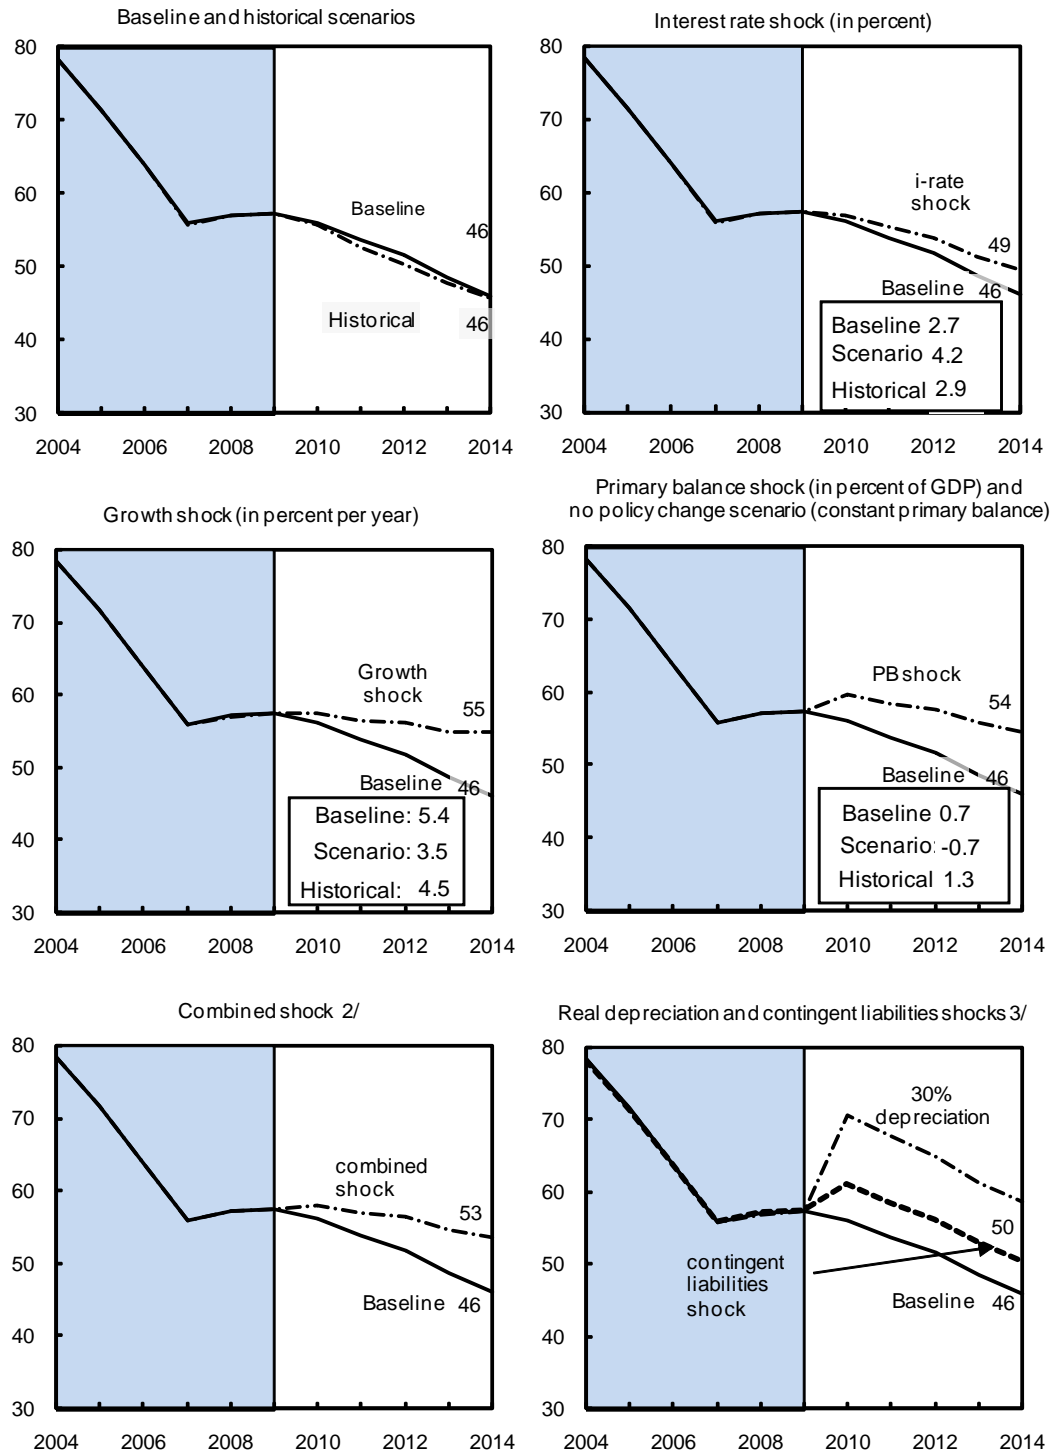 Baseline and historical scenarios
80
70
60
50
40
30
Baseline
46
Historical
46
2004 2006 2008 2010 2012 2014
Interest rate shock (in percent)
80
70
60
50
40
30
i-rate
shock
49
Baseline 46
Baseline 2.7
Scenario 4.2
Historical 2.9
2004 2006 2008 2010 2012 2014
Growth shock (in percent per year)
80
70
60
50
40
30
Growth
shock
55
Baseline 46
Baseline: 5.4
Scenario: 3.5
Historical: 4.5
2004 2006 2008 2010 2012 2014
Primary balance shock (in percent of GDP) and
no policy change scenario (constant primary balance)
80
70
60
50
40
30
PB shock
54
Baseline 46
Baseline 0.7
Scenario: -0.7
Historical 1.3
2004 2006 2008 2010 2012 2014
Combined shock 2/
80
70
60
50
40
30
combined
shock
53
Baseline 46
2004 2006 2008 2010 2012 2014
Real depreciation and contingent liabilities shocks 3/
80
70
60
50
40
30
30%
depreciation
50
contingent
liabilities
shock
Baseline 46
2004 2006 2008 2010 2012 2014